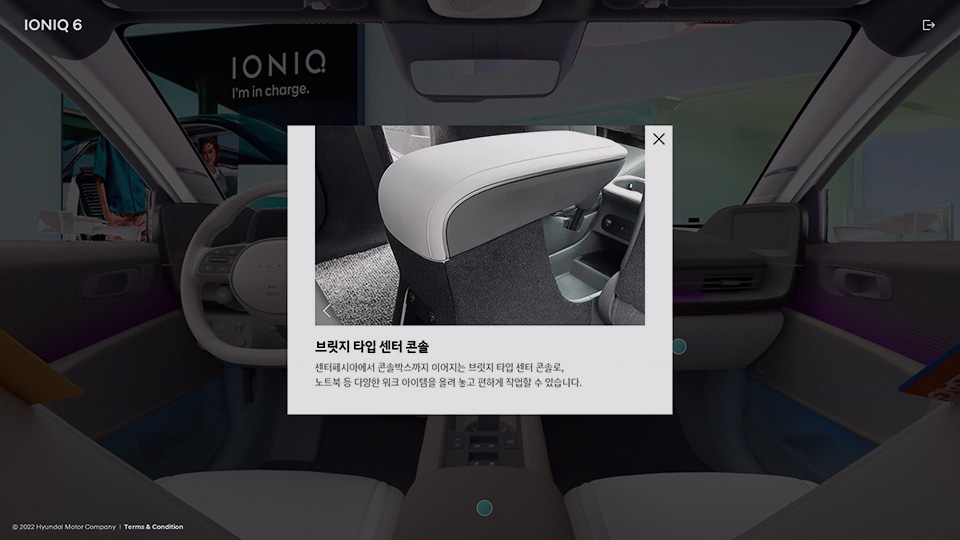 IONIQ 6
IONIQ
I'm in charge.
브릿지 타입 센터 콘솔
센터페시아에서 콘솔박스까지 이어지는 브릿지 타입 센터 콘솔로,
노트북 등 다양한 워크 아이템을 올려 놓고 편하게 작업할 수 있습니다.
© 2022 Hyundai Motor Company | Terms & Condition